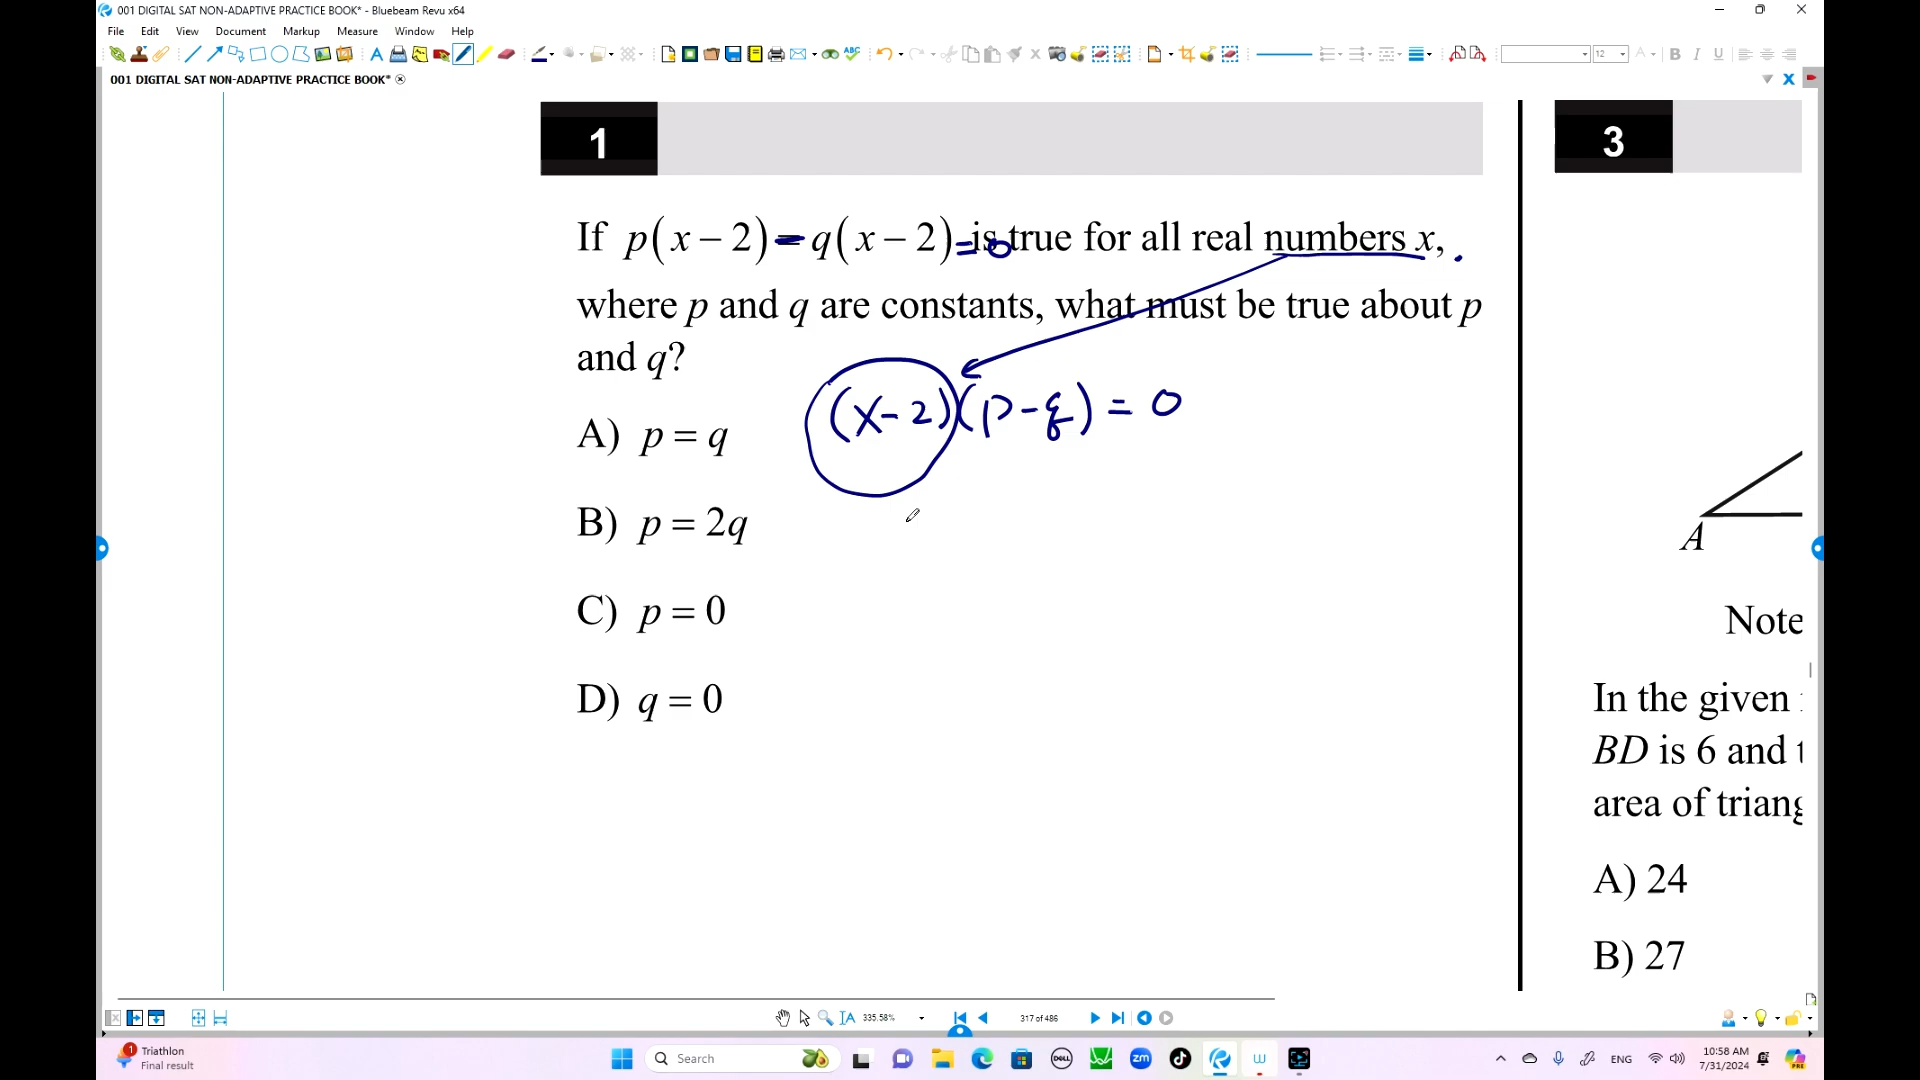 001 DIGITAL SAT NON-ADAPTIVE PRACTICE BOOK* - Bluebeam Revu x64
File Edit View Document Markup Measure Window Help
12
001 DIGITAL SAT NON-ADAPTIVE PRACTICE BOOK*
1
If p(x − 2) = q(x − 2) = 0 is true for all real numbers x,
where p and q are constants, what must be true about p
and q?
(x-2)(p-q) = 0
A) p = q
B) p = 2q
C) p = 0
D) q = 0
3
A
Note
In the given
BD is 6 and t
area of triang
A) 24
B) 27
335.58%
317 of 486
Triathlon
Final result
Search
ENG
10:58 AM
7/31/2024